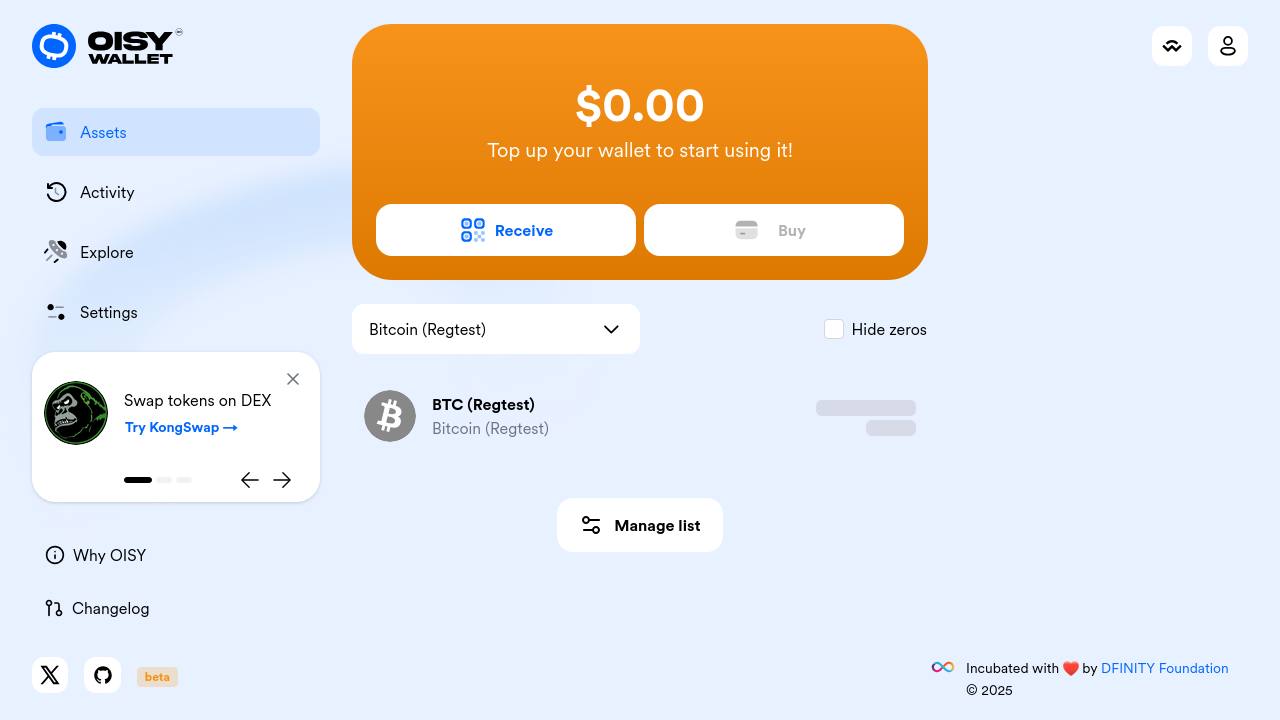 OISY
WALLET
Assets
Activity
Explore
Settings
Swap tokens on DEX
Try KongSwap →
Why OISY
Changelog
beta
$0.00
Top up your wallet to start using it!
Receive
Buy
Bitcoin (Regtest)
Hide zeros
BTC (Regtest)
Bitcoin (Regtest)
Manage list
Incubated with ❤️ by DFINITY Foundation
© 2025